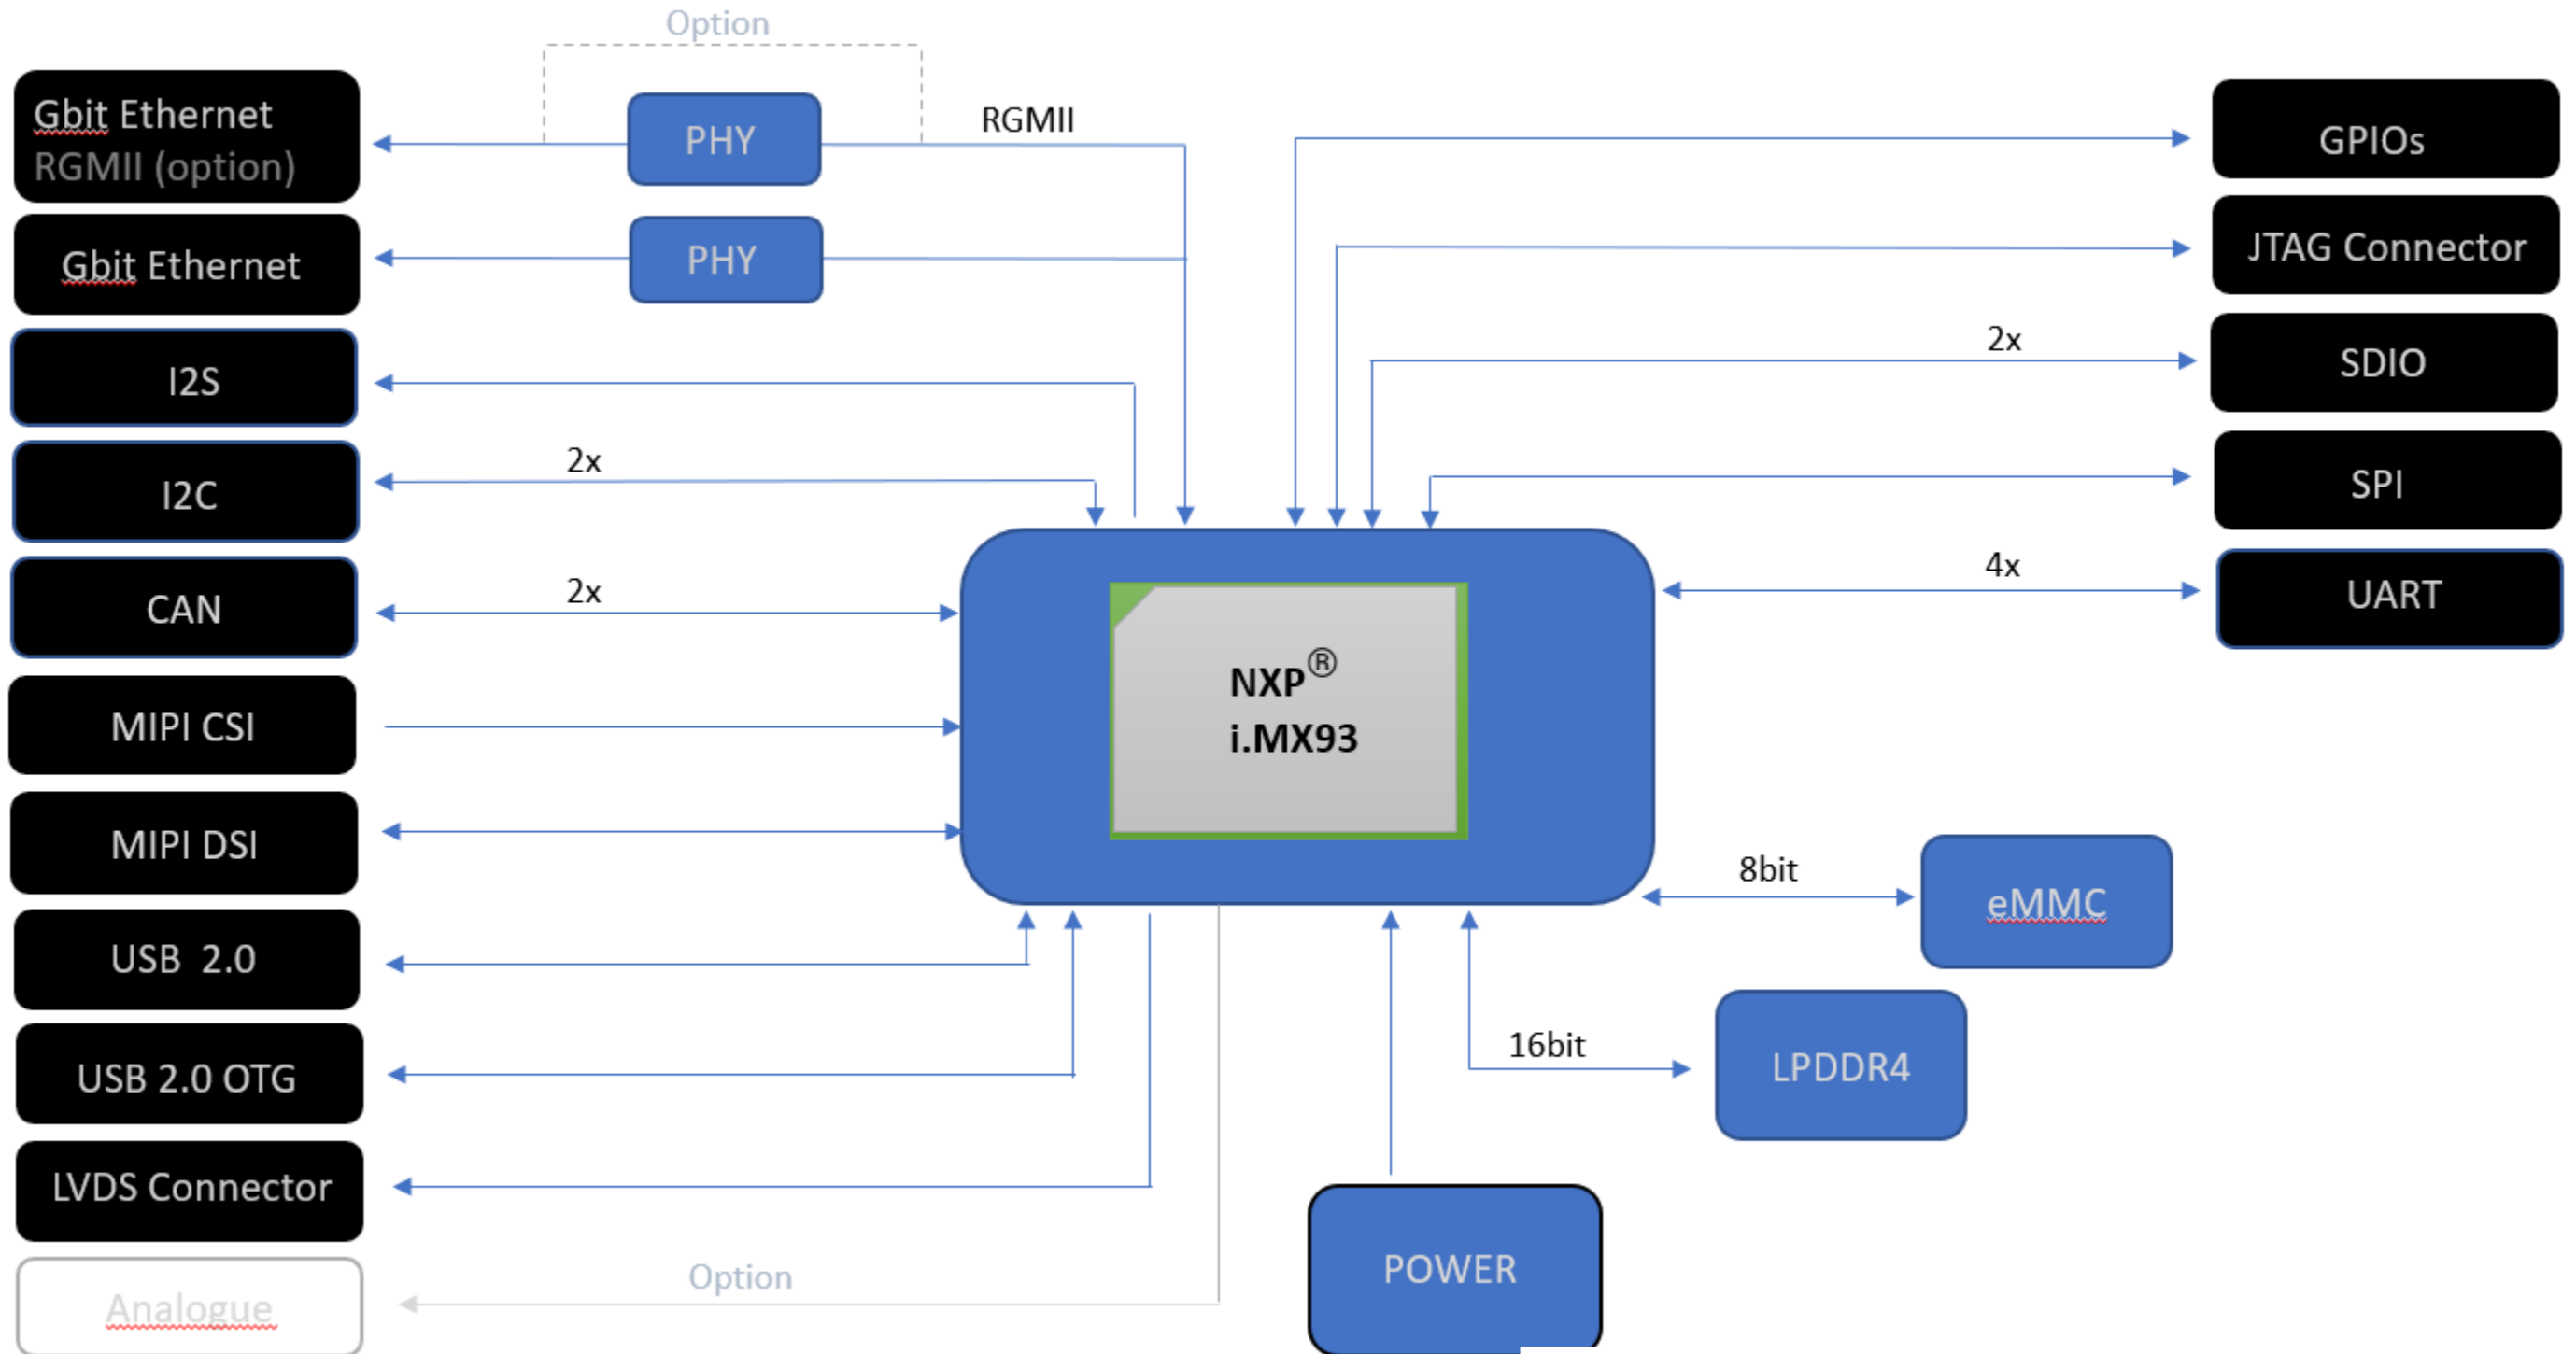 Option
Gbit Ethernet
RGMII (option)
PHY
RGMII
GPIOs
Gbit Ethernet
PHY
JTAG Connector
I2S
2x
SDIO
I2C
2x
SPI
CAN
2x
4x
UART
NXP®
i.MX93
MIPI CSI
MIPI DSI
8bit
eMMC
USB  2.0
16bit
LPDDR4
USB 2.0 OTG
LVDS Connector
POWER
Option
Analogue